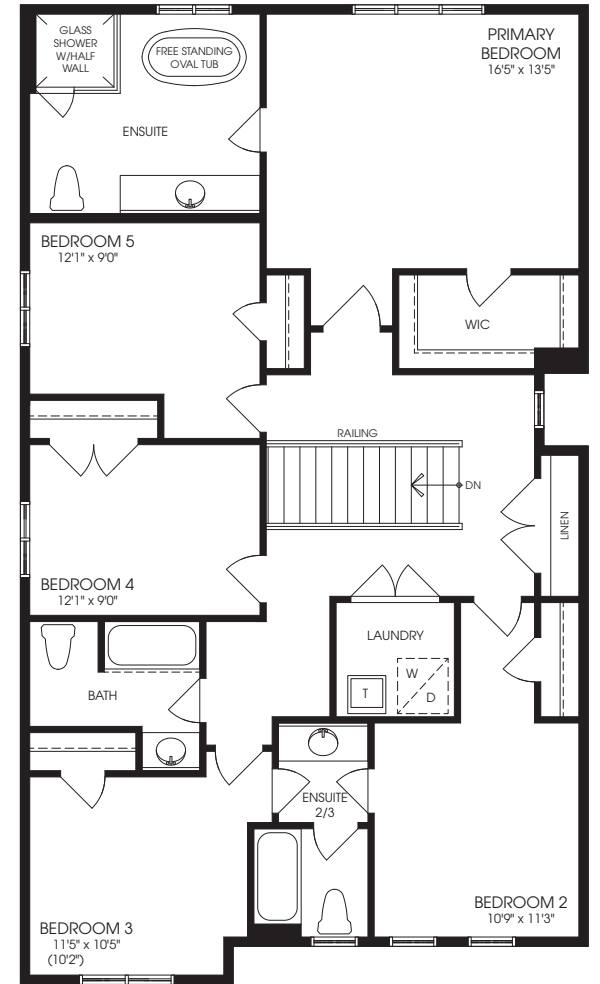 GLASS
SHOWER
W/HALF
WALL
FREE STANDING
OVAL TUB
PRIMARY
BEDROOM
16'5" x 13'5"
ENSUITE
BEDROOM 5
12'1" x 9'0"
WIC
RAILING
DN
LINEN
BEDROOM 4
12'1" x 9'0"
LAUNDRY
W
D
T
BATH
ENSUITE
2/3
BEDROOM 2
10'9" x 11'3"
BEDROOM 3
11'5" x 10'5"
(10'2")